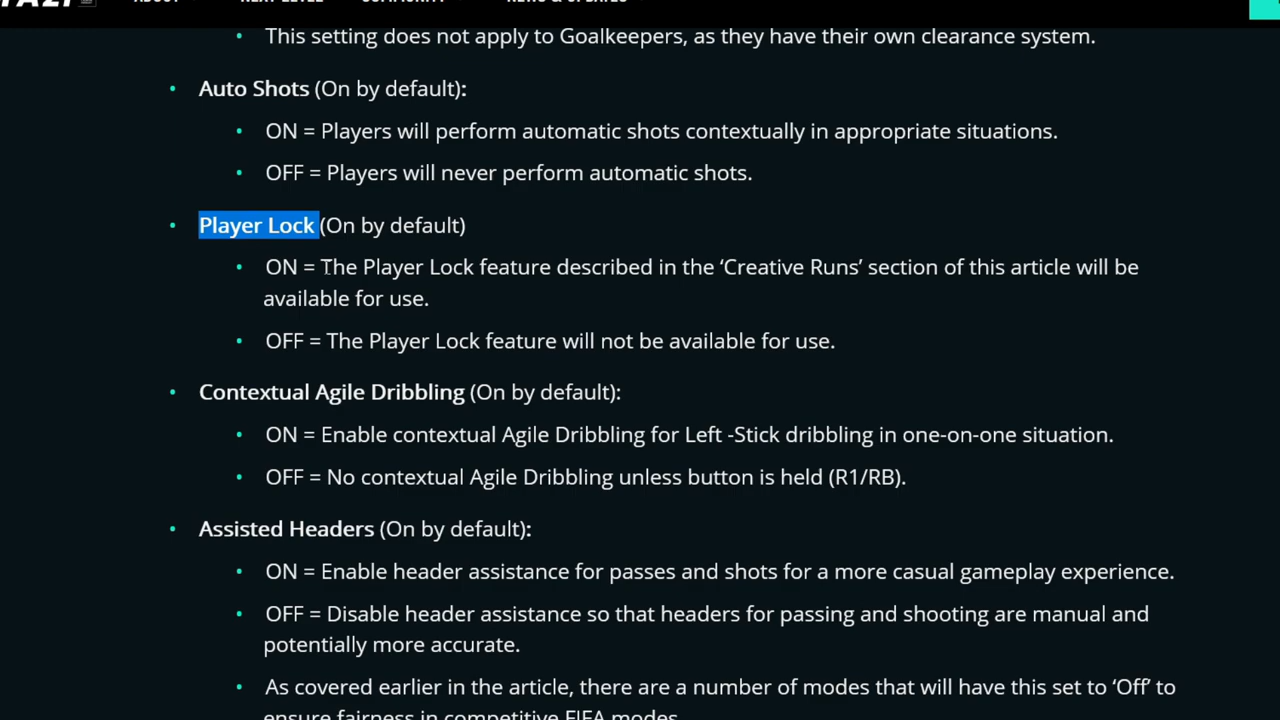 This setting does not apply to Goalkeepers, as they have their own clearance system.
• Auto Shots (On by default):
• ON = Players will perform automatic shots contextually in appropriate situations.
• OFF = Players will never perform automatic shots.
• Player Lock (On by default)
• ON = The Player Lock feature described in the ‘Creative Runs’ section of this article will be
available for use.
• OFF = The Player Lock feature will not be available for use.
• Contextual Agile Dribbling (On by default):
• ON = Enable contextual Agile Dribbling for Left -Stick dribbling in one-on-one situation.
• OFF = No contextual Agile Dribbling unless button is held (R1/RB).
• Assisted Headers (On by default):
• ON = Enable header assistance for passes and shots for a more casual gameplay experience.
• OFF = Disable header assistance so that headers for passing and shooting are manual and
potentially more accurate.
• As covered earlier in the article, there are a number of modes that will have this set to ‘Off’ to
ensure fairness in competitive FIFA modes.